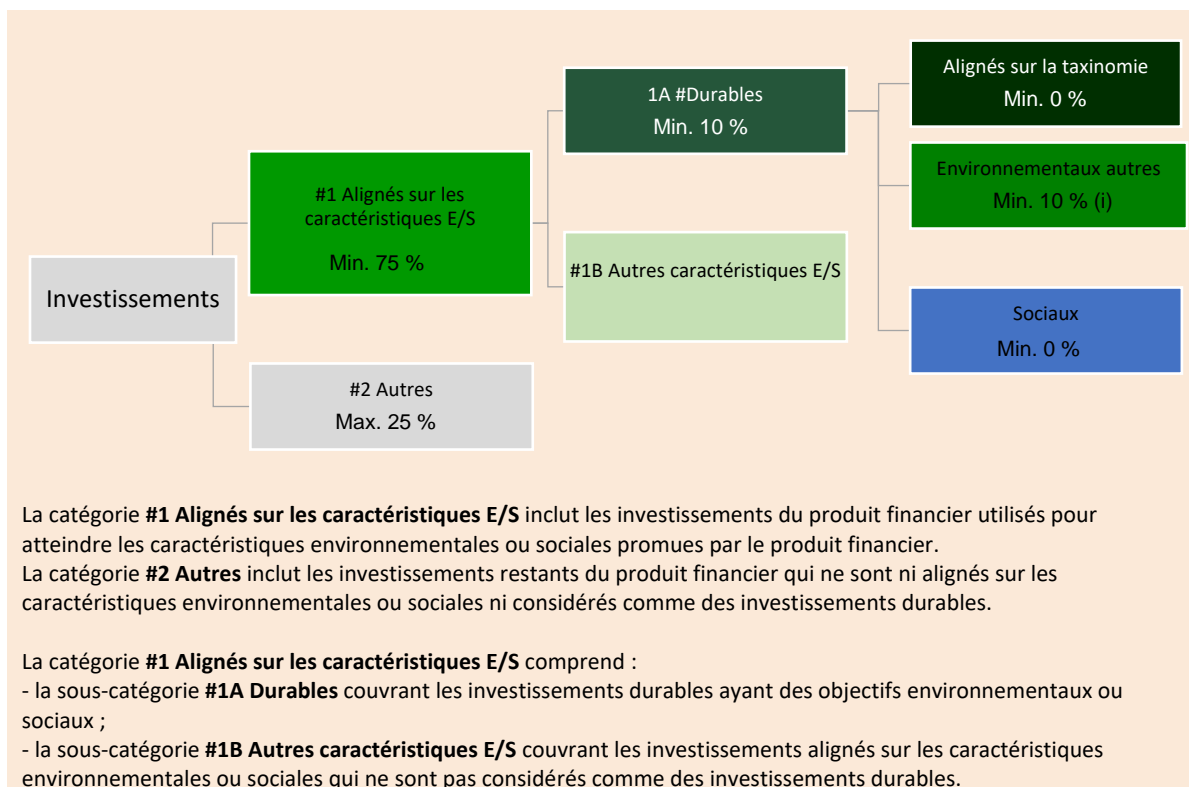 Investissements
#1 Alignés sur les
caractéristiques E/S
Min. 75 %
#2 Autres
Max. 25 %
1A #Durables
Min. 10 %
#1B Autres caractéristiques E/S
Alignés sur la taxinomie
Min. 0 %
Environnementaux autres
Min. 10 % (i)
Sociaux
Min. 0 %
La catégorie #1 Alignés sur les caractéristiques E/S inclut les investissements du produit financier utilisés pour
atteindre les caractéristiques environnementales ou sociales promues par le produit financier.
La catégorie #2 Autres inclut les investissements restants du produit financier qui ne sont ni alignés sur les
caractéristiques environnementales ou sociales ni considérés comme des investissements durables.
La catégorie #1 Alignés sur les caractéristiques E/S comprend :
- la sous-catégorie #1A Durables couvrant les investissements durables ayant des objectifs environnementaux ou
sociaux ;
- la sous-catégorie #1B Autres caractéristiques E/S couvrant les investissements alignés sur les caractéristiques
environnementales ou sociales qui ne sont pas considérés comme des investissements durables.